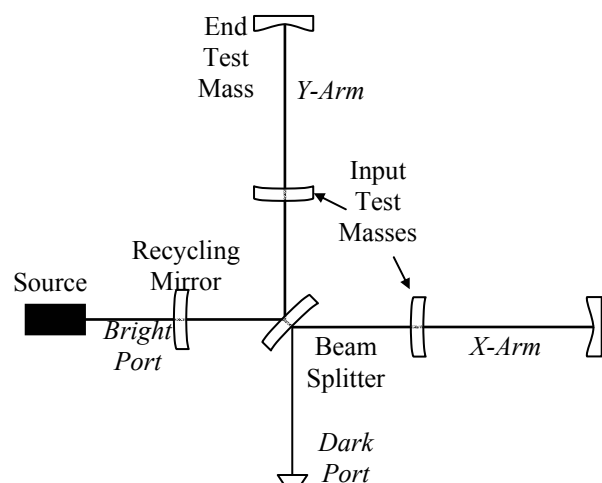 End
Test
Mass
Y-Arm
Input
Test
Masses
Recycling
Mirror
Source
Bright
Port
Beam
Splitter
X-Arm
Dark
Port